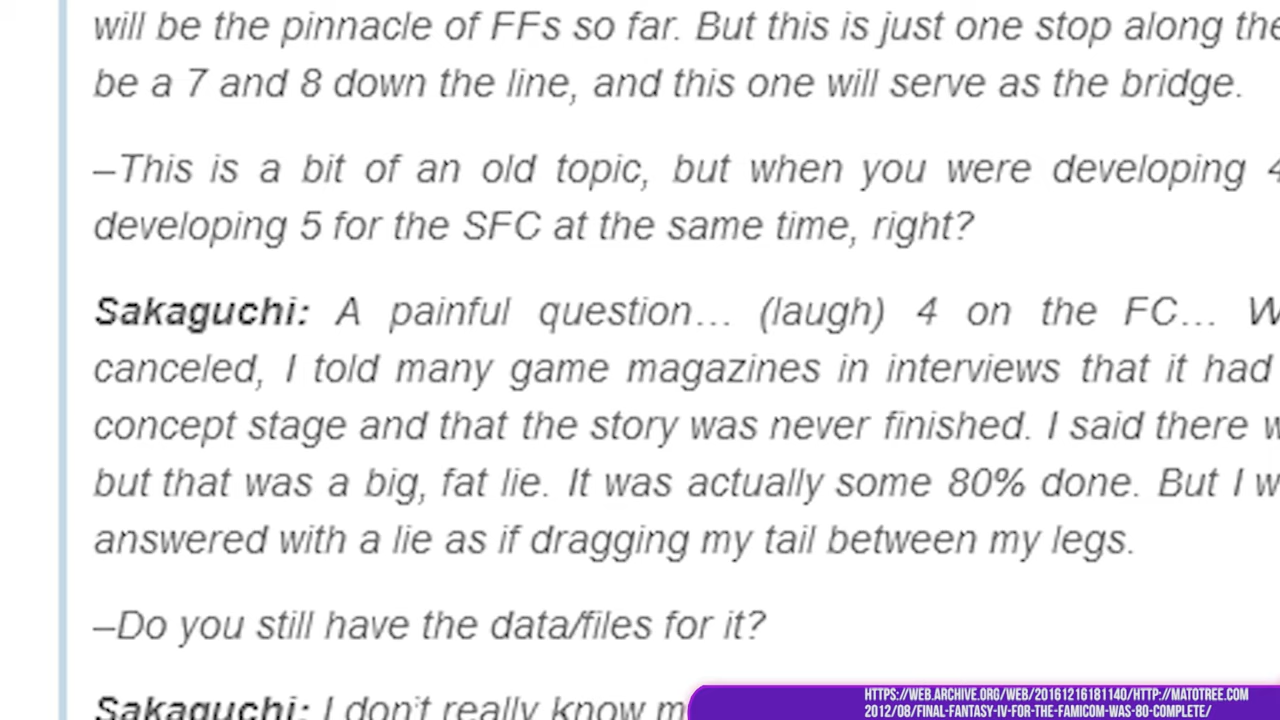 will be the pinnacle of FFs so far. But this is just one stop along the
be a 7 and 8 down the line, and this one will serve as the bridge.
–This is a bit of an old topic, but when you were developing 4
developing 5 for the SFC at the same time, right?
Sakaguchi: A painful question… (laugh) 4 on the FC…
canceled, I told many game magazines in interviews that it had
concept stage and that the story was never finished. I said there
but that was a big, fat lie. It was actually some 80% done. But I
answered with a lie as if dragging my tail between my legs.
–Do you still have the data/files for it?
Sakaguchi: I don't really know
HTTPS://WEB.ARCHIVE.ORG/WEB/20161216181140/HTTP://MATOTREE.COM
2012/08/FINAL-FANTASY-IV-FOR-THE-FAMICOM-WAS-80-COMPLETE/